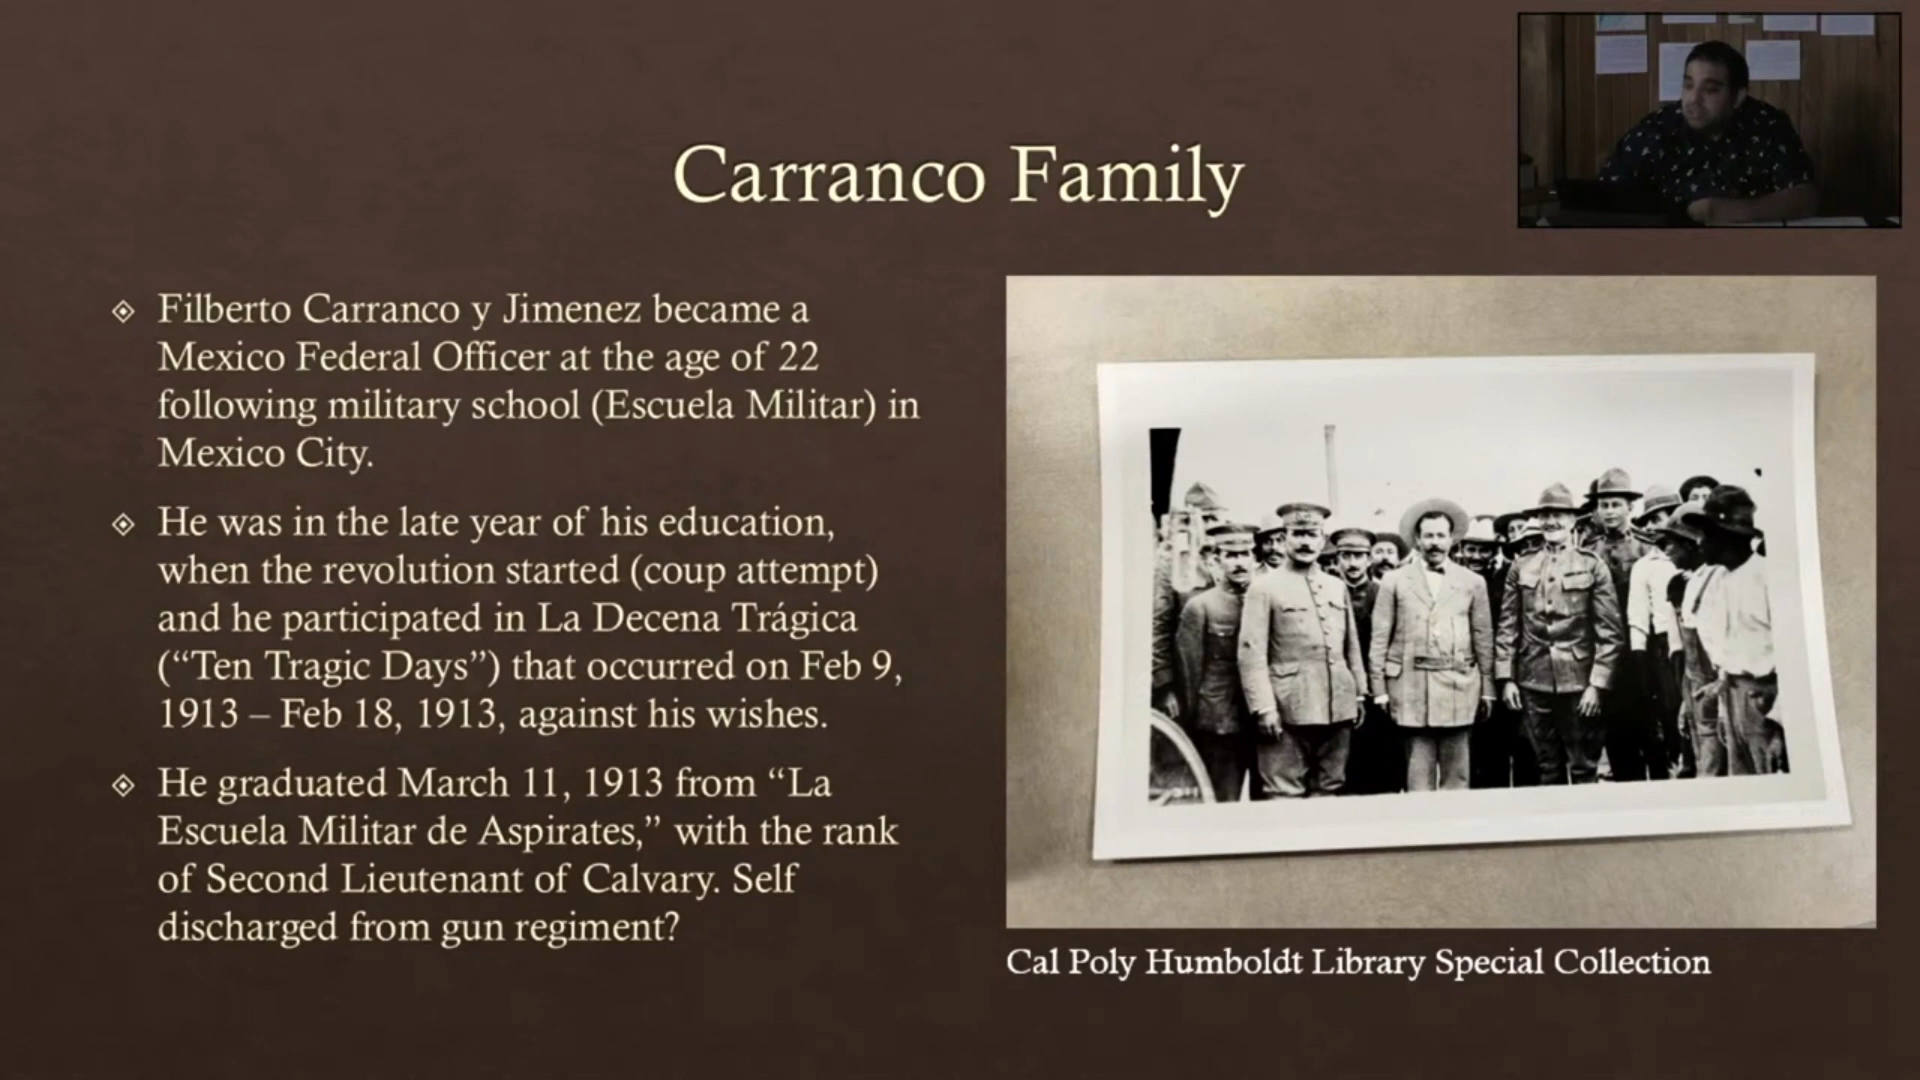 Carranco Family
Filberto Carranco y Jimenez became a
Mexico Federal Officer at the age of 22
following military school (Escuela Militar) in
Mexico City.
He was in the late year of his education,
when the revolution started (coup attempt)
and he participated in La Decena Trágica
(“Ten Tragic Days”) that occurred on Feb 9,
1913 – Feb 18, 1913, against his wishes.
He graduated March 11, 1913 from “La
Escuela Militar de Aspirates,” with the rank
of Second Lieutenant of Calvary. Self
discharged from gun regiment?
Cal Poly Humboldt Library Special Collection